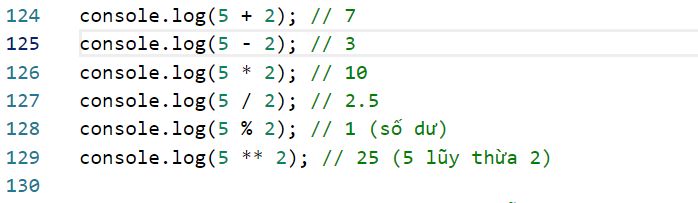 124 console.log(5 + 2); // 7
125 console.log(5 - 2); // 3
126 console.log(5 * 2); // 10
127 console.log(5 / 2); // 2.5
128 console.log(5 % 2); // 1 (số dư)
129 console.log(5 ** 2); // 25 (5 lũy thừa 2)
130